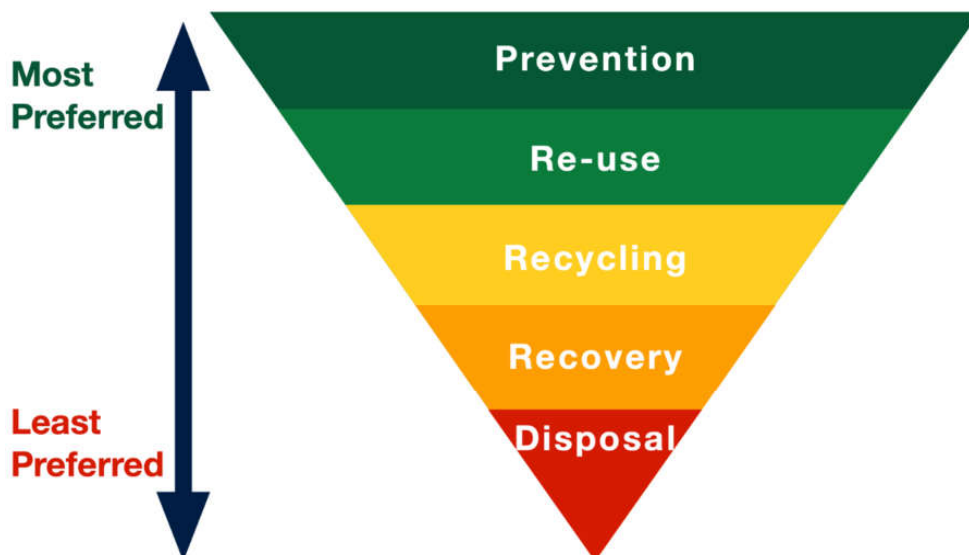 Most
Preferred
Prevention
Re-use
Recycling
Recovery
Disposal
Least
Preferred